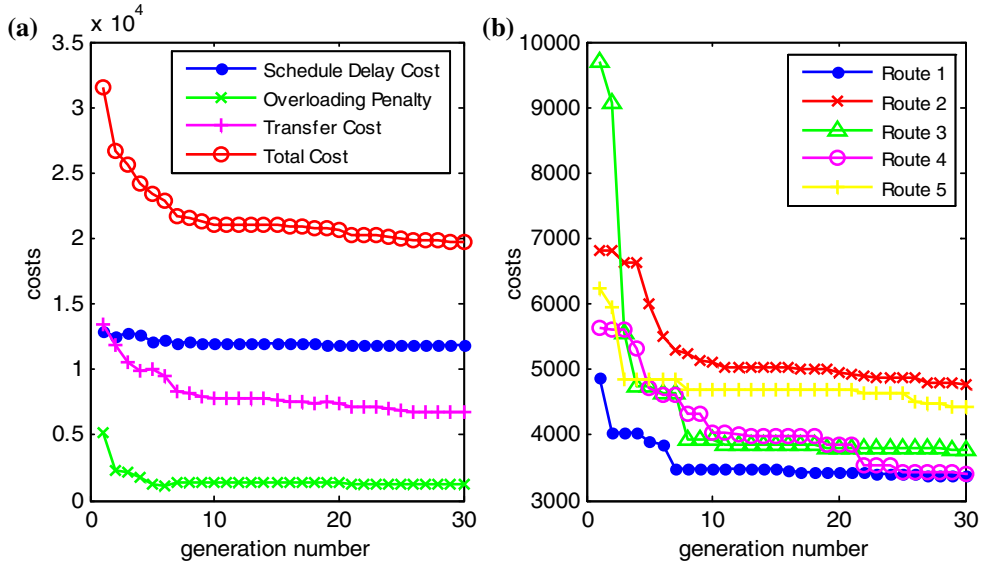 (a)
x 10^4
3.5
3
2.5
2
1.5
1
0.5
0
0
10
20
30
costs
generation number
Schedule Delay Cost
Overloading Penalty
Transfer Cost
Total Cost
(b)
10000
9000
8000
7000
6000
5000
4000
3000
0
10
20
30
costs
generation number
Route 1
Route 2
Route 3
Route 4
Route 5